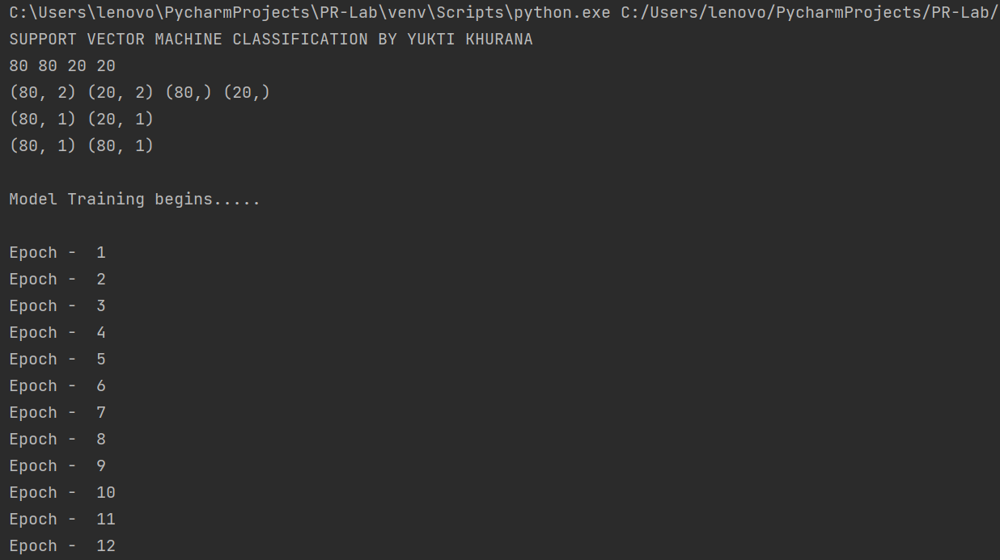 C:\Users\lenovo\PycharmProjects\PR-Lab\venv\Scripts\python.exe C:/Users/lenovo/PycharmProjects/PR-Lab/
SUPPORT VECTOR MACHINE CLASSIFICATION BY YUKTI KHURANA
80 80 20 20
(80, 2) (20, 2) (80,) (20,)
(80, 1) (20, 1)
(80, 1) (80, 1)
Model Training begins.....
Epoch -  1
Epoch -  2
Epoch -  3
Epoch -  4
Epoch -  5
Epoch -  6
Epoch -  7
Epoch -  8
Epoch -  9
Epoch -  10
Epoch -  11
Epoch -  12